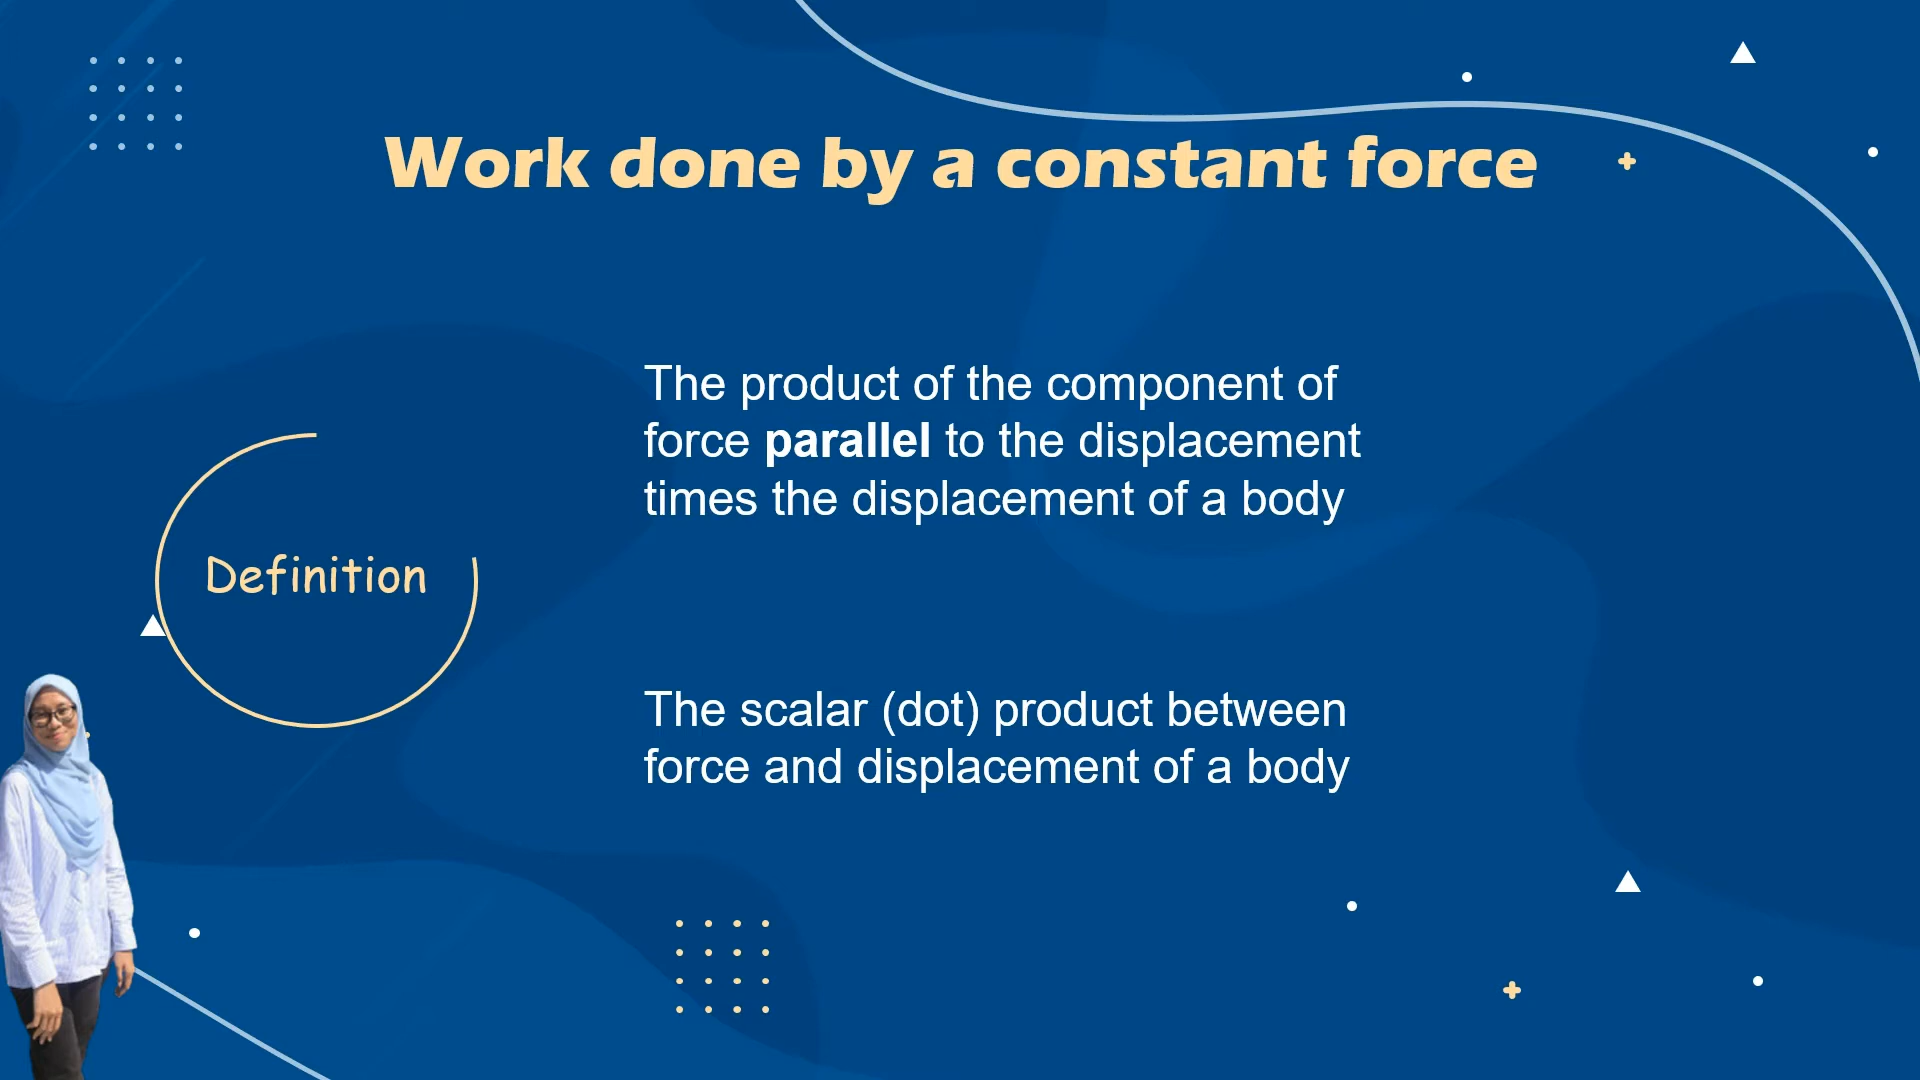 Work done by a constant force
The product of the component of
force parallel to the displacement
times the displacement of a body
Definition
The scalar (dot) product between
force and displacement of a body